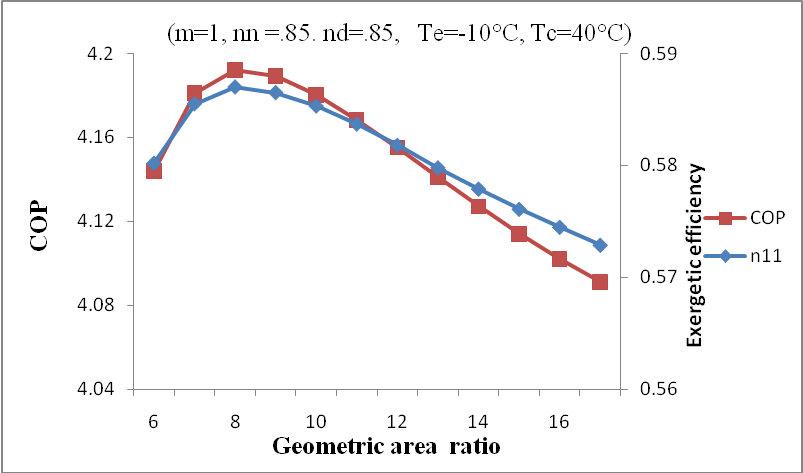 (m=1, nn =.85. nd=.85, Te=-10°C, Tc=40°C)
4.2
4.16
4.12
4.08
4.04
COP
0.59
0.58
0.57
0.56
Exergetic efficiency
COP
n11
6 8 10 12 14 16
Geometric area ratio